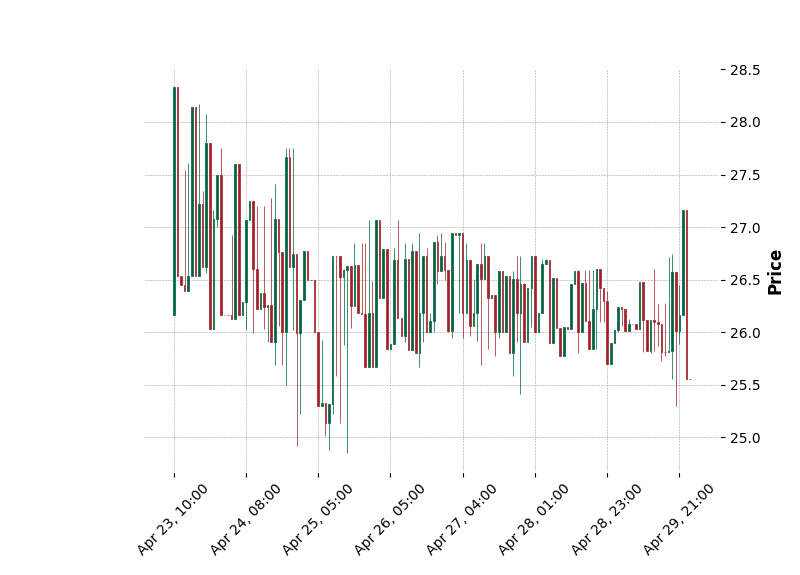 28.5
28.0
27.5
27.0
26.5
26.0
25.5
25.0
Price
Apr 23, 10:00
Apr 24, 08:00
Apr 25, 05:00
Apr 26, 05:00
Apr 27, 04:00
Apr 28, 01:00
Apr 28, 23:00
Apr 29, 21:00